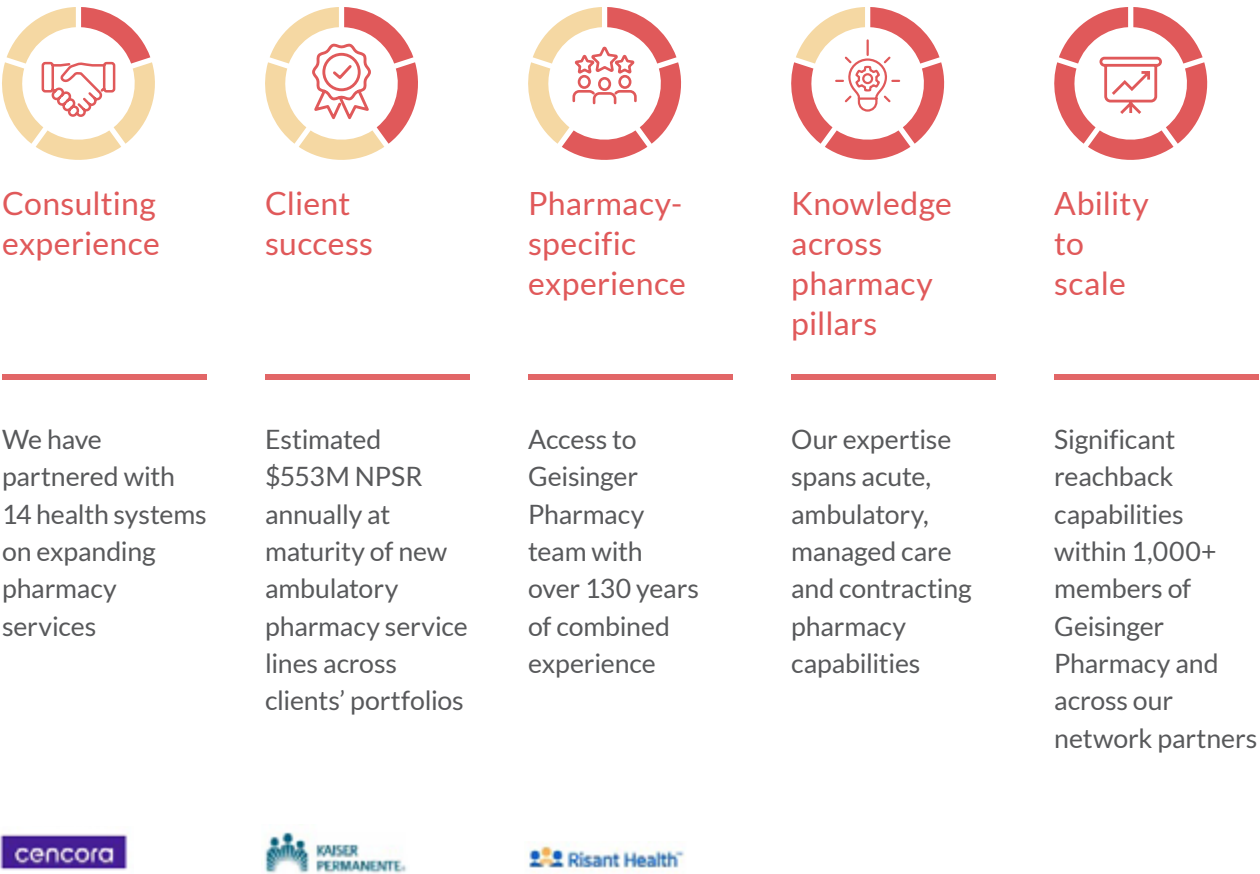 Consulting
experience
We have
partnered with
14 health systems
on expanding
pharmacy
services
Client
success
Estimated
$553M NPSR
annually at
maturity of new
ambulatory
pharmacy service
lines across
clients’ portfolios
Pharmacy-
specific
experience
Access to
Geisinger
Pharmacy
team with
over 130 years
of combined
experience
Knowledge
across
pharmacy
pillars
Our expertise
spans acute,
ambulatory,
managed care
and contracting
pharmacy
capabilities
Ability
to
scale
Significant
reachback
capabilities
within 1,000+
members of
Geisinger
Pharmacy and
across our
network partners
cencora
KAISER
PERMANENTE.
Risant Health™